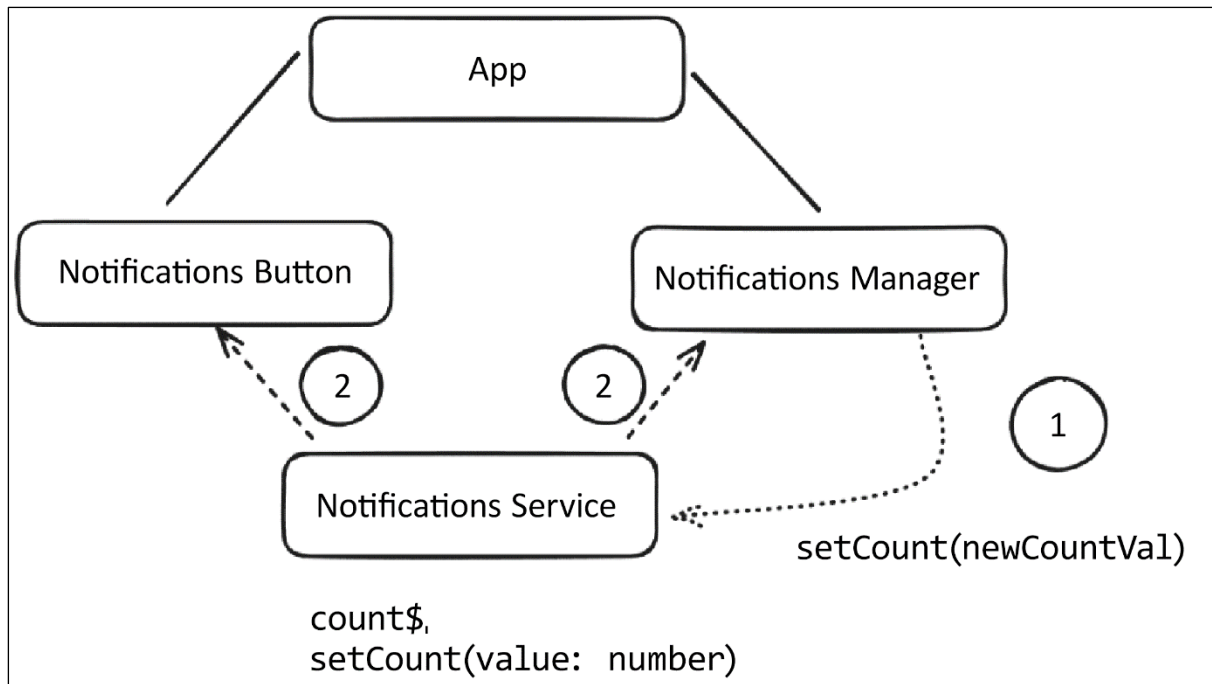 App
Notifications Button
Notifications Manager
2
2
1
Notifications Service
setCount(newCountVal)
count$,
setCount(value: number)